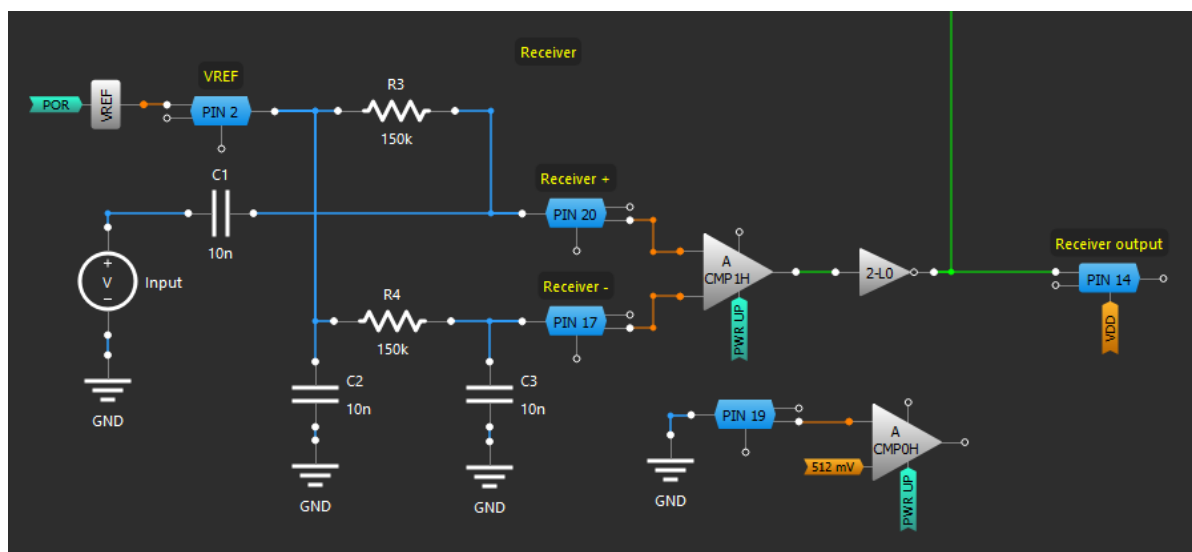 Receiver
VREF
R3
POR
VREF
PIN 2
150k
C1
10n
Receiver +
PIN 20
+
V
−
Input
Receiver -
PIN 17
R4
150k
A
CMP1H
PWR UP
2-L0
Receiver output
PIN 14
VDD
C2
10n
C3
10n
GND
GND
GND
PIN 19
GND
512 mV
A
CMP0H
PWR UP